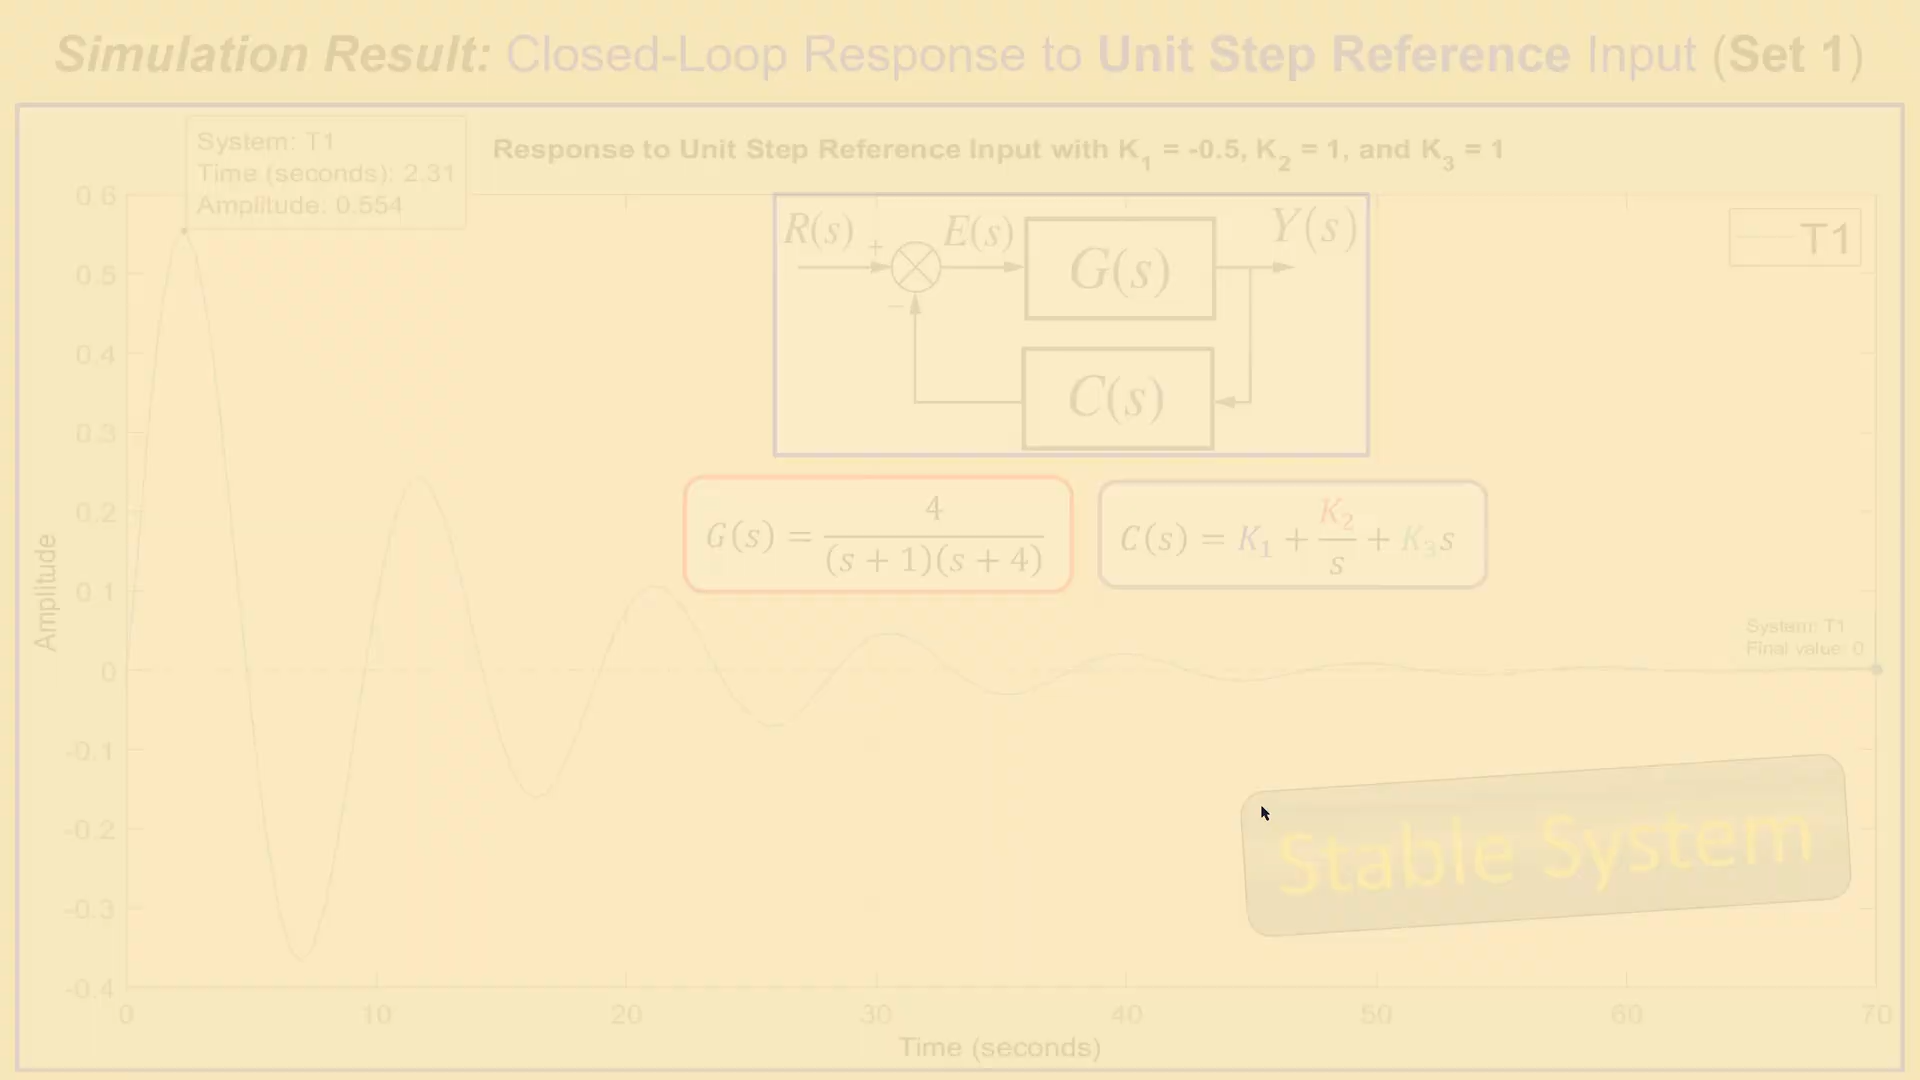 Simulation Result: Closed-Loop Response to Unit Step Reference Input (Set 1)
System: T1
Time (seconds): 2.31
Amplitude: 0.554
Response to Unit Step Reference Input with K₁ = -0.5, K₂ = 1, and K₃ = 1
0.6
0.5
0.4
0.3
0.2
0.1
0
-0.1
-0.2
-0.3
-0.4
Amplitude
R(s)
+
E(s)
G(s)
Y(s)
−
C(s)
T1
G(s) = 4 / (s + 1)(s + 4)
C(s) = K₁ + K₂ / s + K₃s
System: T1
Final value: 0
Stable System
0 10 20 30 40 50 60 70
Time (seconds)